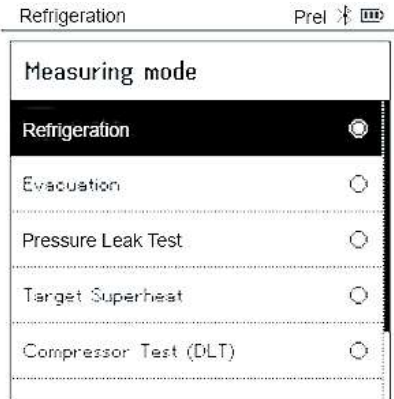 Refrigeration Prel
Measuring mode
Refrigeration
Evacuation
Pressure Leak Test
Target Superheat
Compressor Test (DLT)